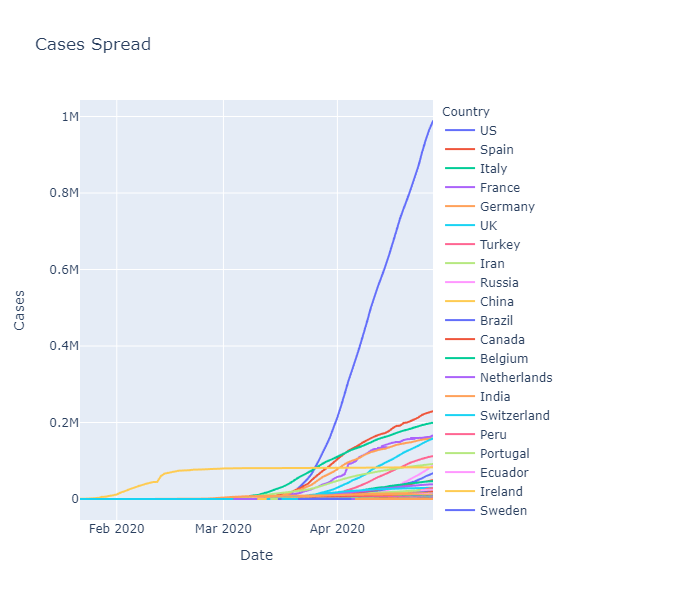 Cases Spread
Country
US
Spain
Italy
France
Germany
UK
Turkey
Iran
Russia
China
Brazil
Canada
Belgium
Netherlands
India
Switzerland
Peru
Portugal
Ecuador
Ireland
Sweden
1M
0.8M
0.6M
0.4M
0.2M
0
Cases
Feb 2020
Mar 2020
Apr 2020
Date